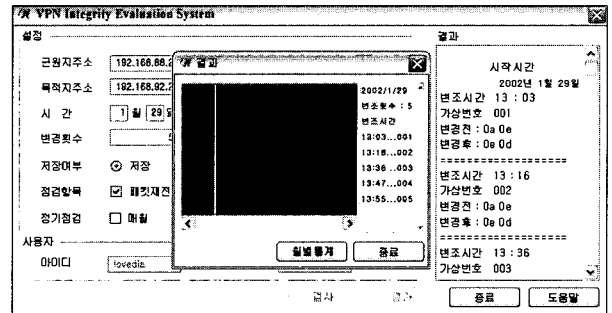 VPN Integrity Evaluation System
설정
근원지주소 192.168.88.2
목적지주소 192.168.92.2
시 간 1 월 29
변경횟수
저장여부 저장
점검항목 패킷재전
정기점검 매월
사용자
아이디 lovedia
검사
결과
2002/1/29
변조횟수 : 5
변조시간
13:03...001
13:16...002
13:36...003
13:47...004
13:55...005
월별통계 종료
결과
시작시간
2002년 1월 29일
변조시간 13 : 03
가상번호 001
변경전 : 0a 0e
변경후 : 0e 0d
====================
변조시간 13 : 16
가상번호 002
변경전 : 0a 0e
변경후 : 0e 0d
====================
변조시간 13 : 36
가상번호 003
종료 도움말